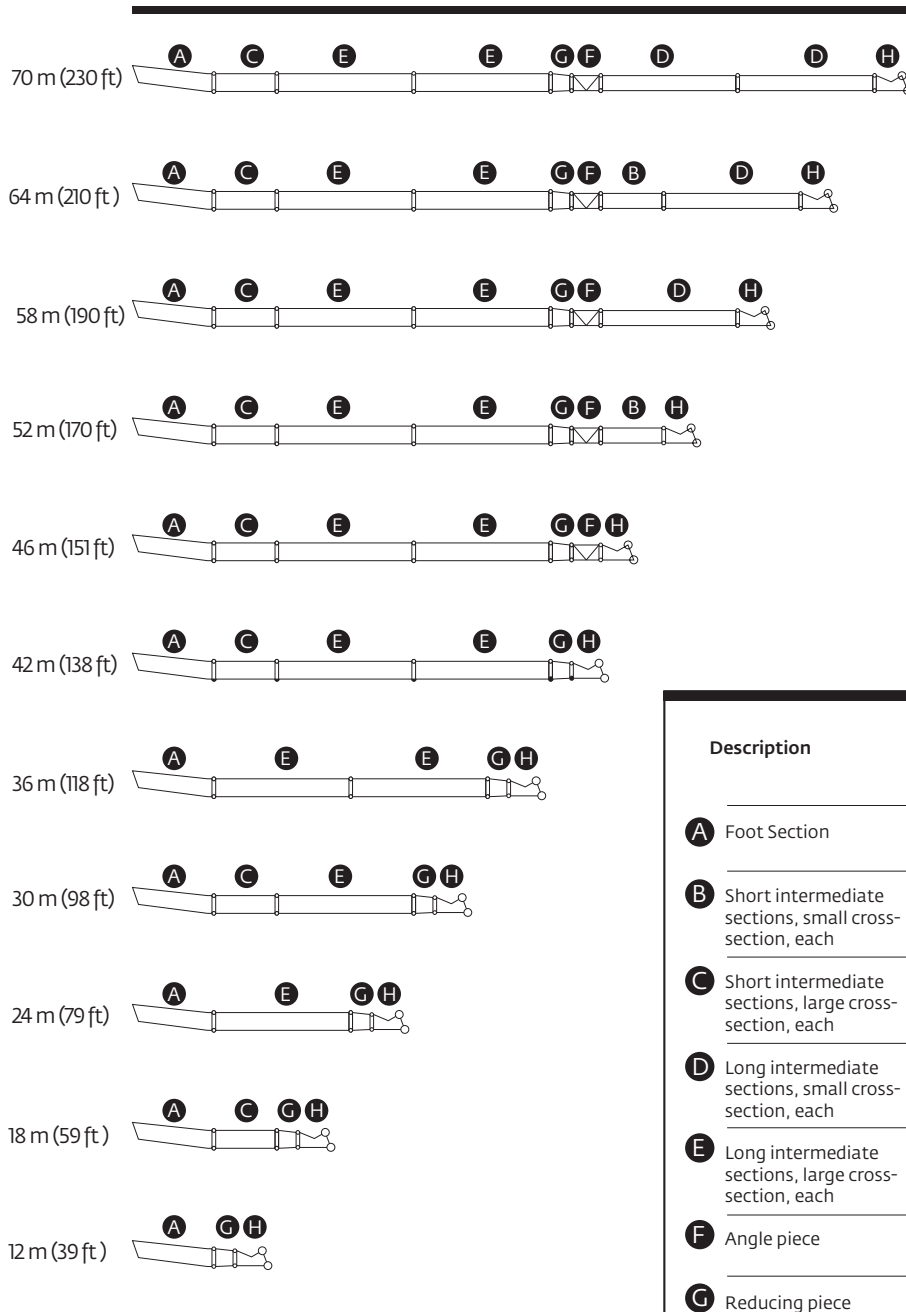 A C E E G F D D H
70 m (230 ft)
A C E E G F B D H
64 m (210 ft )
A C E E G F D H
58 m (190 ft)
A C E E G F B H
52 m (170 ft)
A C E E G F H
46 m (151 ft)
A C E E G H
42 m (138 ft)
A E E G H
36 m (118 ft)
A C E G H
30 m (98 ft)
A E G H
24 m (79 ft)
A C G H
18 m (59 ft )
A G H
12 m (39 ft )
Description
A Foot Section
B Short intermediate
sections, small cross-
section, each
C Short intermediate
sections, large cross-
section, each
D Long intermediate
sections, small cross-
section, each
E Long intermediate
sections, large cross-
section, each
F Angle piece
G Reducing piece